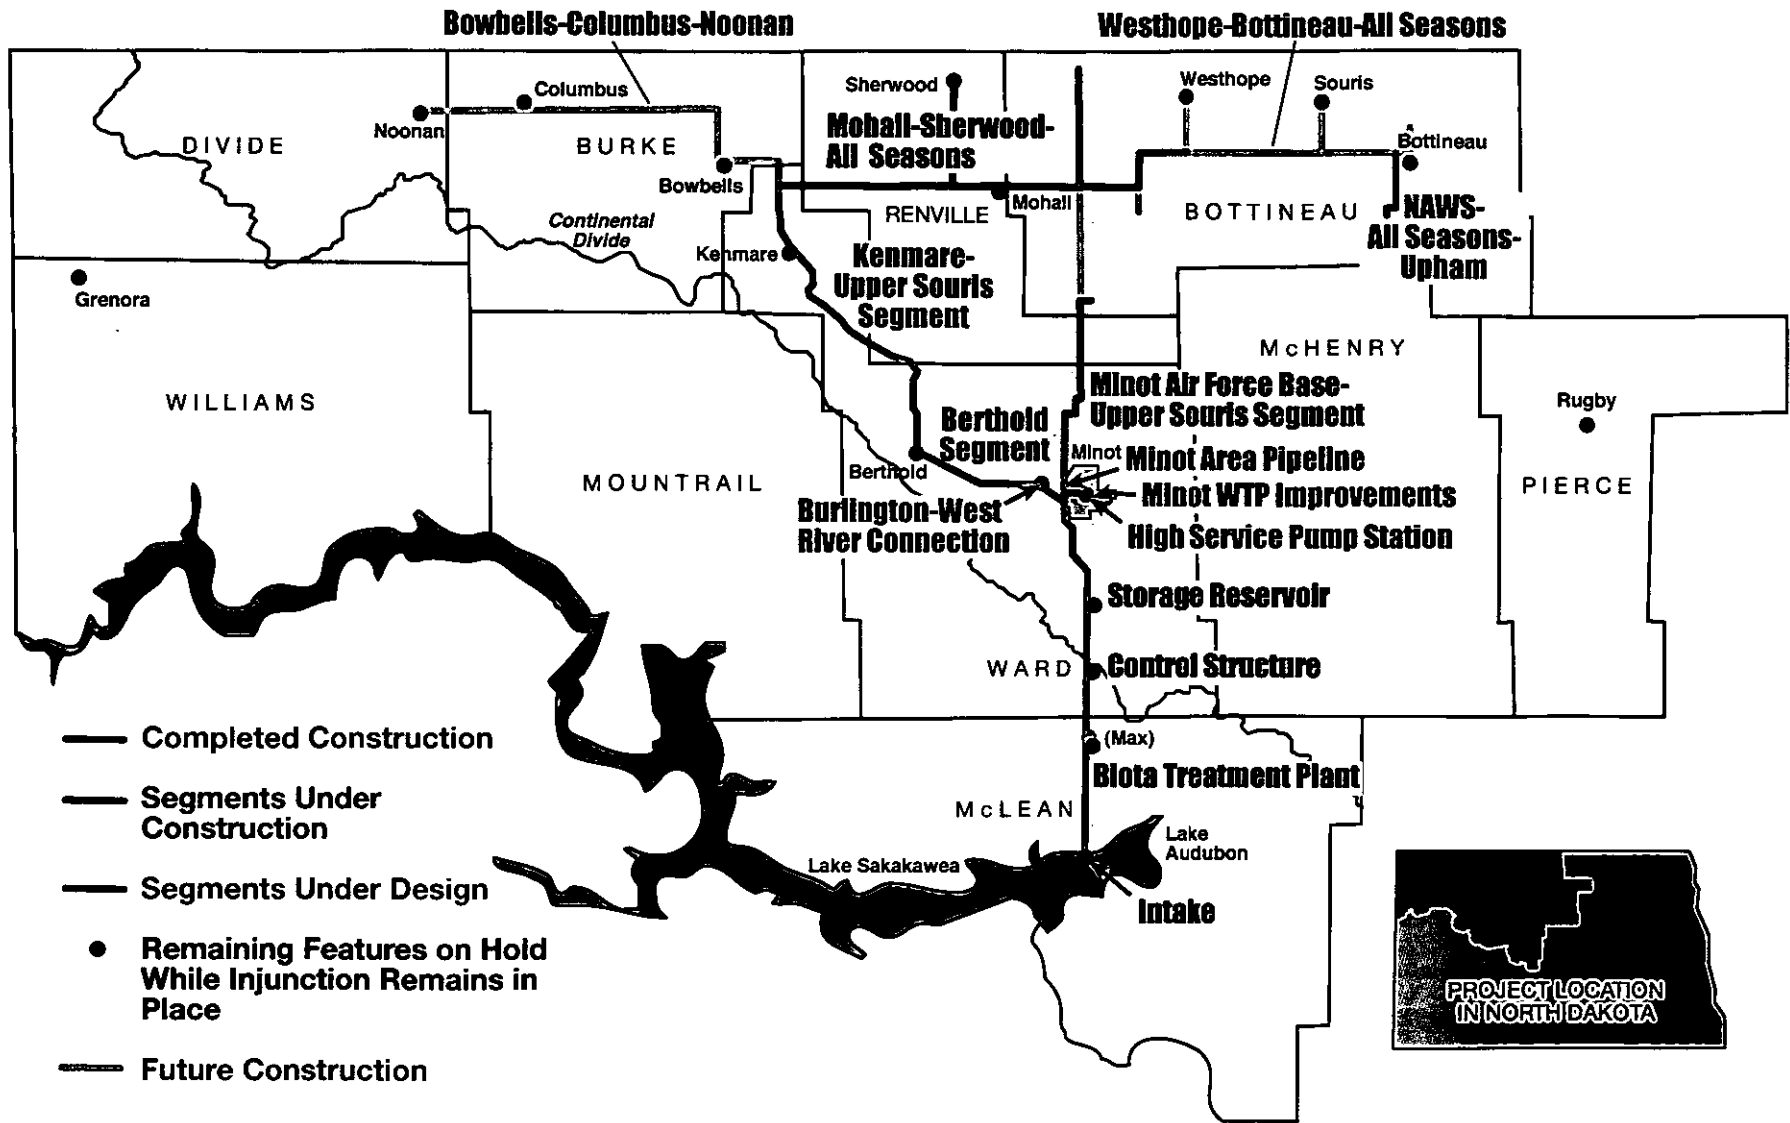 Bowbells-Columbus-Noonan
Westhope-Bottineau-All Seasons
Sherwood
Westhope
Souris
Columbus
Noonan
DIVIDE
BURKE
Mohall-Sherwood-
All Seasons
Bottineau
Bowbells
Mohall
RENVILLE
BOTTINEAU
NAWS-
All Seasons-
Upham
Continental
Divide
Kenmare
Kenmare-
Upper Souris
Segment
Grenora
McHENRY
WILLIAMS
Minot Air Force Base-
Upper Souris Segment
Rugby
Berthold
Segment
Minot
Minot Area Pipeline
Berthold
MOUNTRAIL
PIERCE
Minot WTP Improvements
Burlington-West
River Connection
High Service Pump Station
Storage Reservoir
WARD
Control Structure
(Max)
Biota Treatment Plant
McLEAN
Lake
Audubon
Lake Sakakawea
Intake
Completed Construction
Segments Under
Construction
Segments Under Design
Remaining Features on Hold
While Injunction Remains in
Place
Future Construction
PROJECT LOCATION
IN NORTH DAKOTA